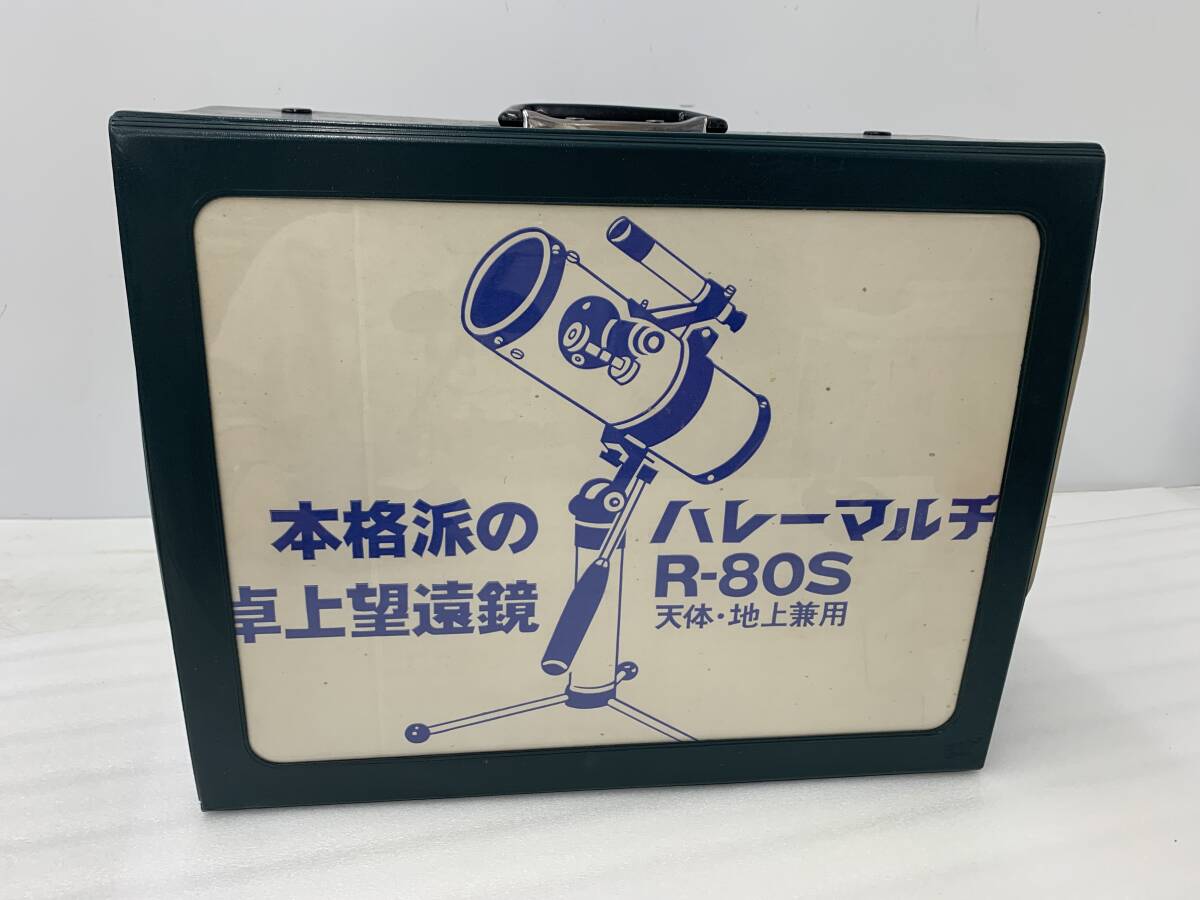 本格派の
卓上望遠鏡
ハレーマルチ
R-80S
天体・地上兼用